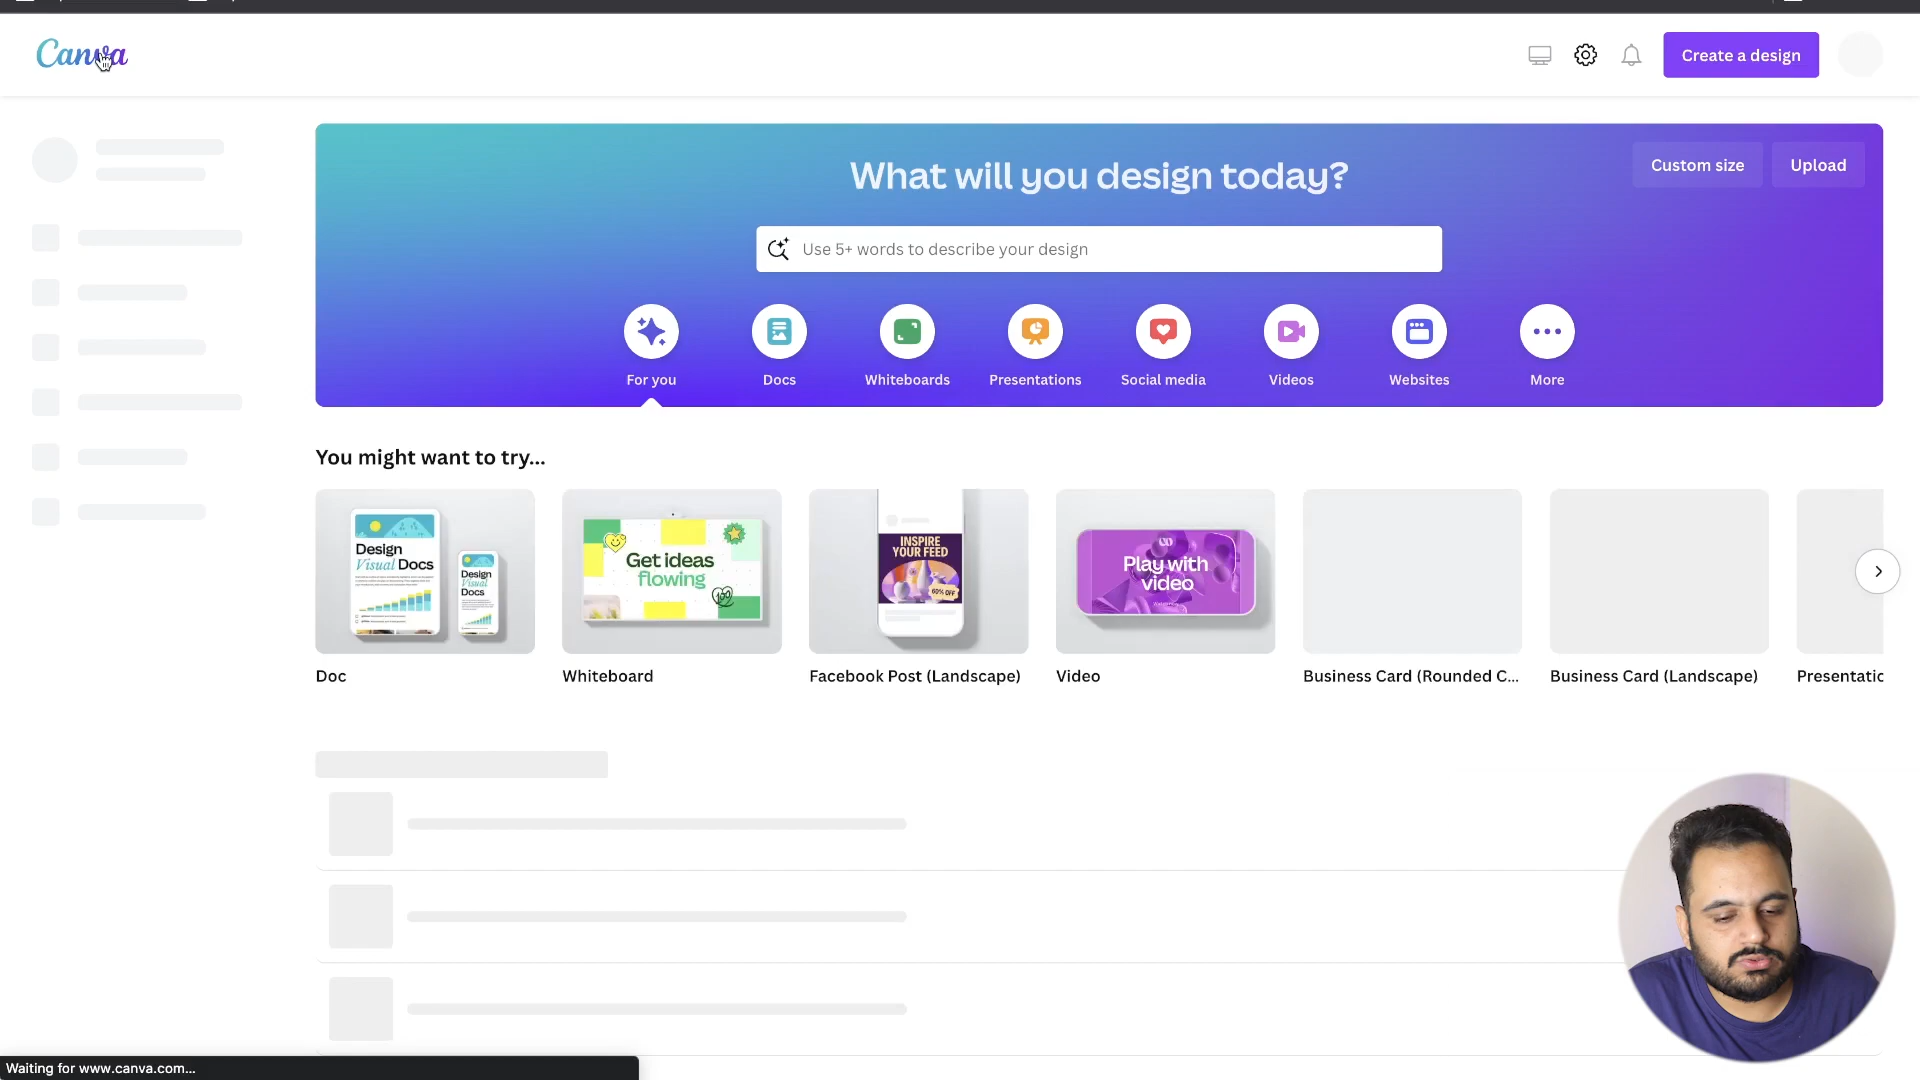 Canva
Create a design
What will you design today?
Custom size
Upload
Use 5+ words to describe your design
For you
Docs
Whiteboards
Presentations
Social media
Videos
Websites
More
You might want to try...
Design
Visual Docs
Design
Visual
Docs
Get ideas
flowing
100
INSPIRE
YOUR FEED
60% OFF
Play with
video
Doc
Whiteboard
Facebook Post (Landscape)
Video
Business Card (Rounded C...
Business Card (Landscape)
Presentatic
Waiting for www.canva.com...